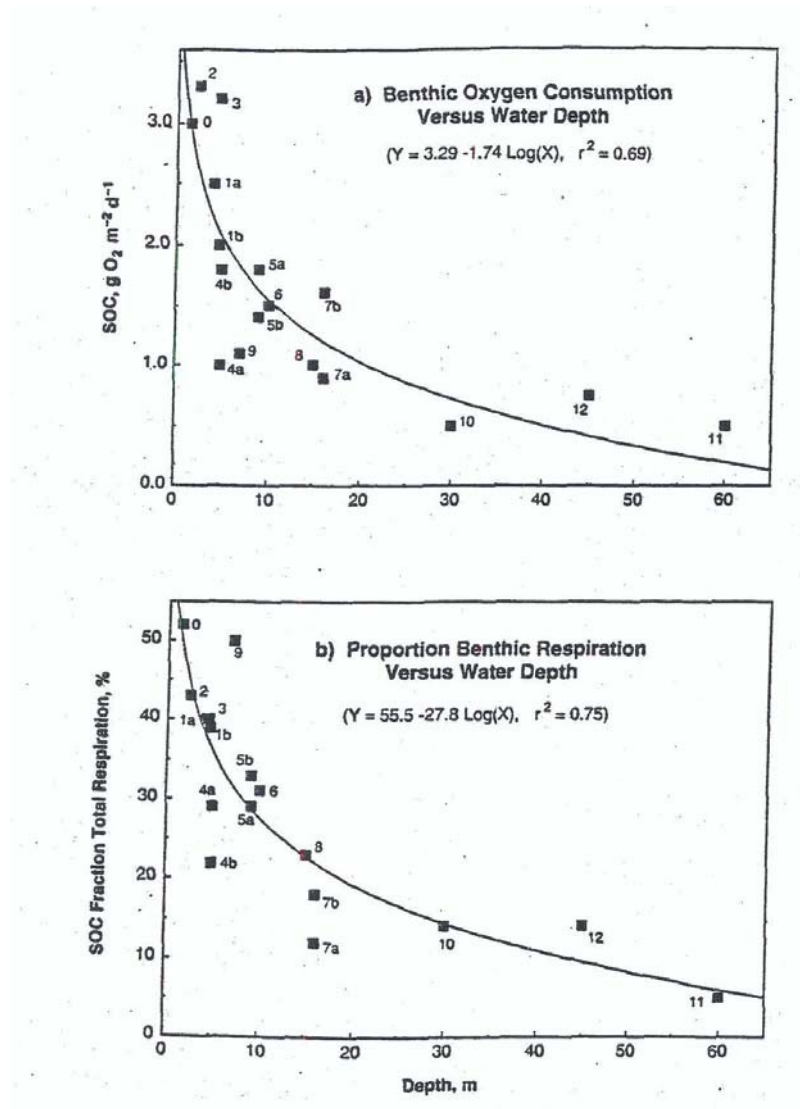 a) Benthic Oxygen Consumption
Versus Water Depth
(Y = 3.29 -1.74 Log(X), r² = 0.69)
SOC, g O₂ m⁻² d⁻¹
3.0
2.0
1.0
0.0
2
3
0
1a
1b
4b
5a
6
5b
7b
9
4a
8
7a
10
12
11
0 10 20 30 40 50 60
b) Proportion Benthic Respiration
Versus Water Depth
(Y = 55.5 -27.8 Log(X), r² = 0.75)
SOC Fraction Total Respiration, %
50
40
30
20
10
0
0
9
2
1a
3
1b
5b
4a
6
5a
4b
8
7b
7a
10
12
11
0 10 20 30 40 50 60
Depth, m